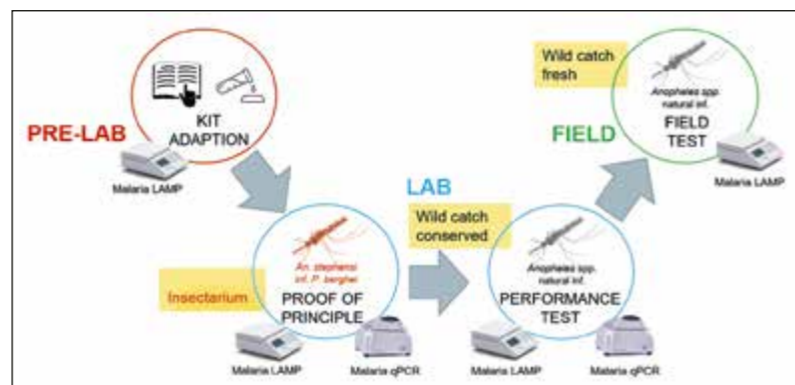 PRE-LAB
KIT
ADAPTION
Malaria LAMP
Insectarium
An. stephensi
inf. P. berghei
PROOF OF
PRINCIPLE
Malaria LAMP
Malaria qPCR
LAB
Wild catch
conserved
Anopheles spp.
natural inf.
PERFORMANCE
TEST
Malaria LAMP
Malaria qPCR
FIELD
Wild catch
fresh
Anopheles spp.
natural inf.
FIELD
TEST
Malaria LAMP